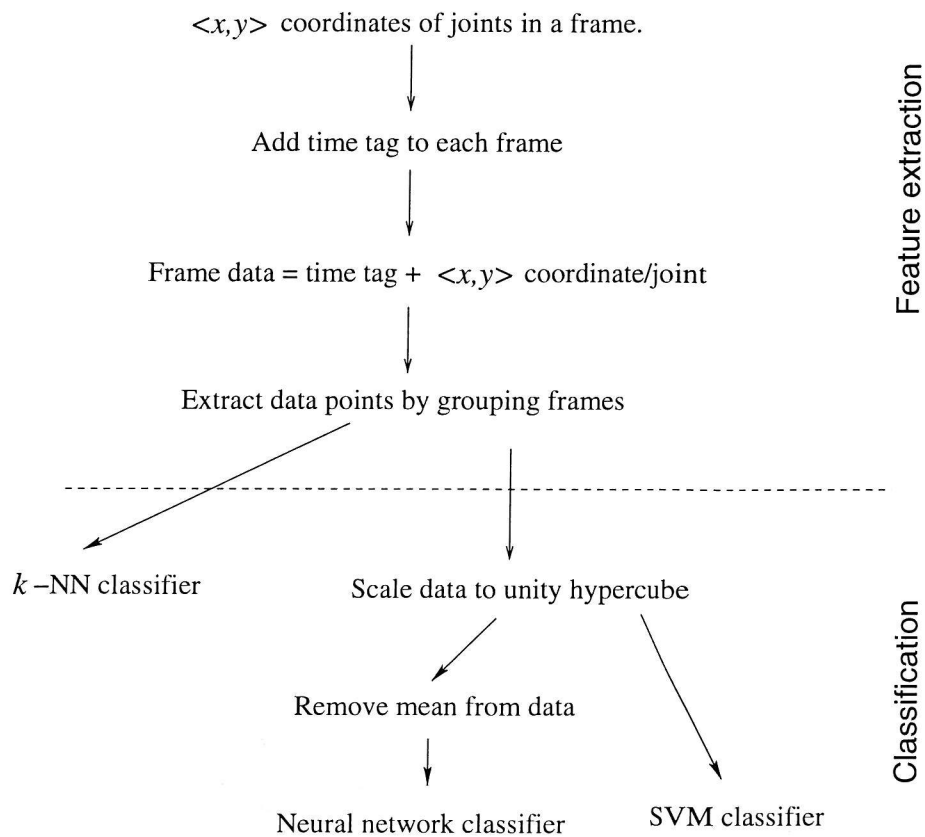 <x,y> coordinates of joints in a frame.
Add time tag to each frame
Frame data = time tag + <x,y> coordinate/joint
Extract data points by grouping frames
Feature extraction
k–NN classifier
Scale data to unity hypercube
Remove mean from data
Neural network classifier
SVM classifier
Classification